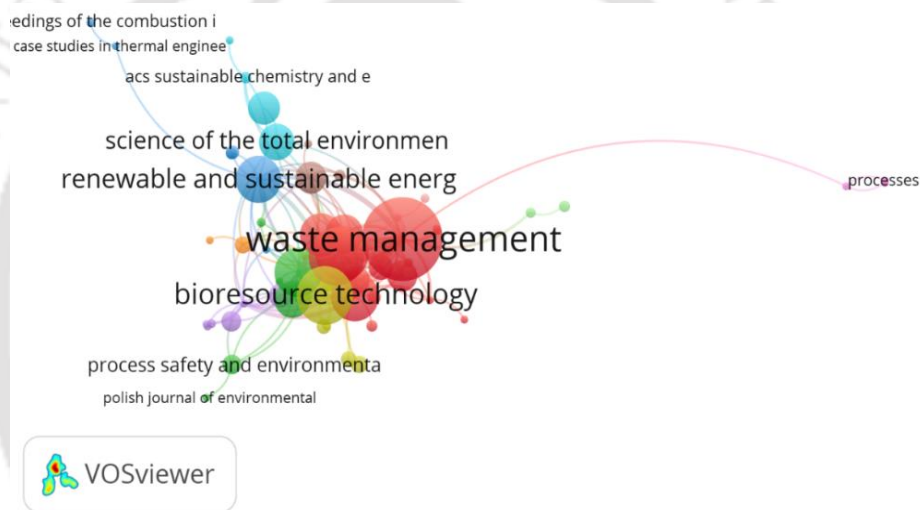 edings of the combustion i
case studies in thermal enginee
acs sustainable chemistry and e
science of the total environmen
renewable and sustainable energ
processes
waste management
bioresource technology
process safety and environmenta
polish journal of environmental
VOSviewer